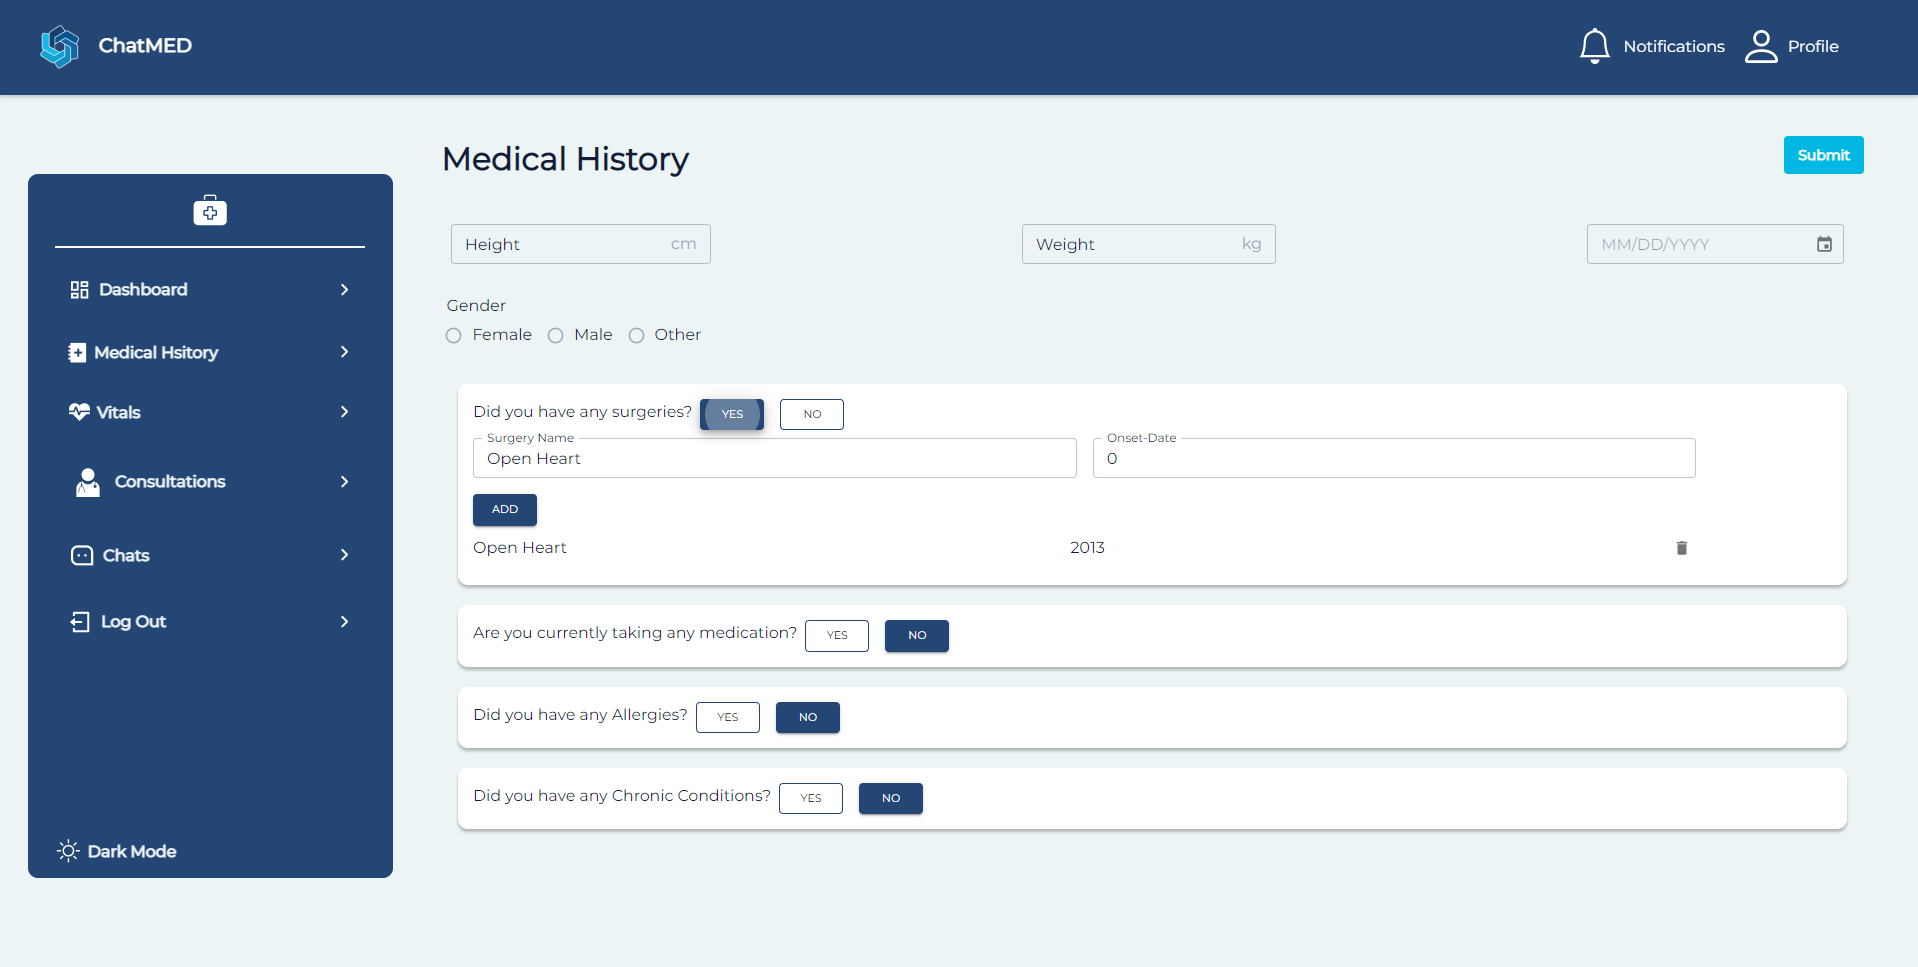 ChatMED
Notifications
Profile
Medical History
Submit
Height cm
Weight kg
MM/DD/YYYY
Dashboard
Medical Hsitory
Vitals
Consultations
Chats
Log Out
Dark Mode
Gender
Female Male Other
Did you have any surgeries? YES NO
Surgery Name
Open Heart
Onset-Date
0
ADD
Open Heart 2013
Are you currently taking any medication? YES NO
Did you have any Allergies? YES NO
Did you have any Chronic Conditions? YES NO